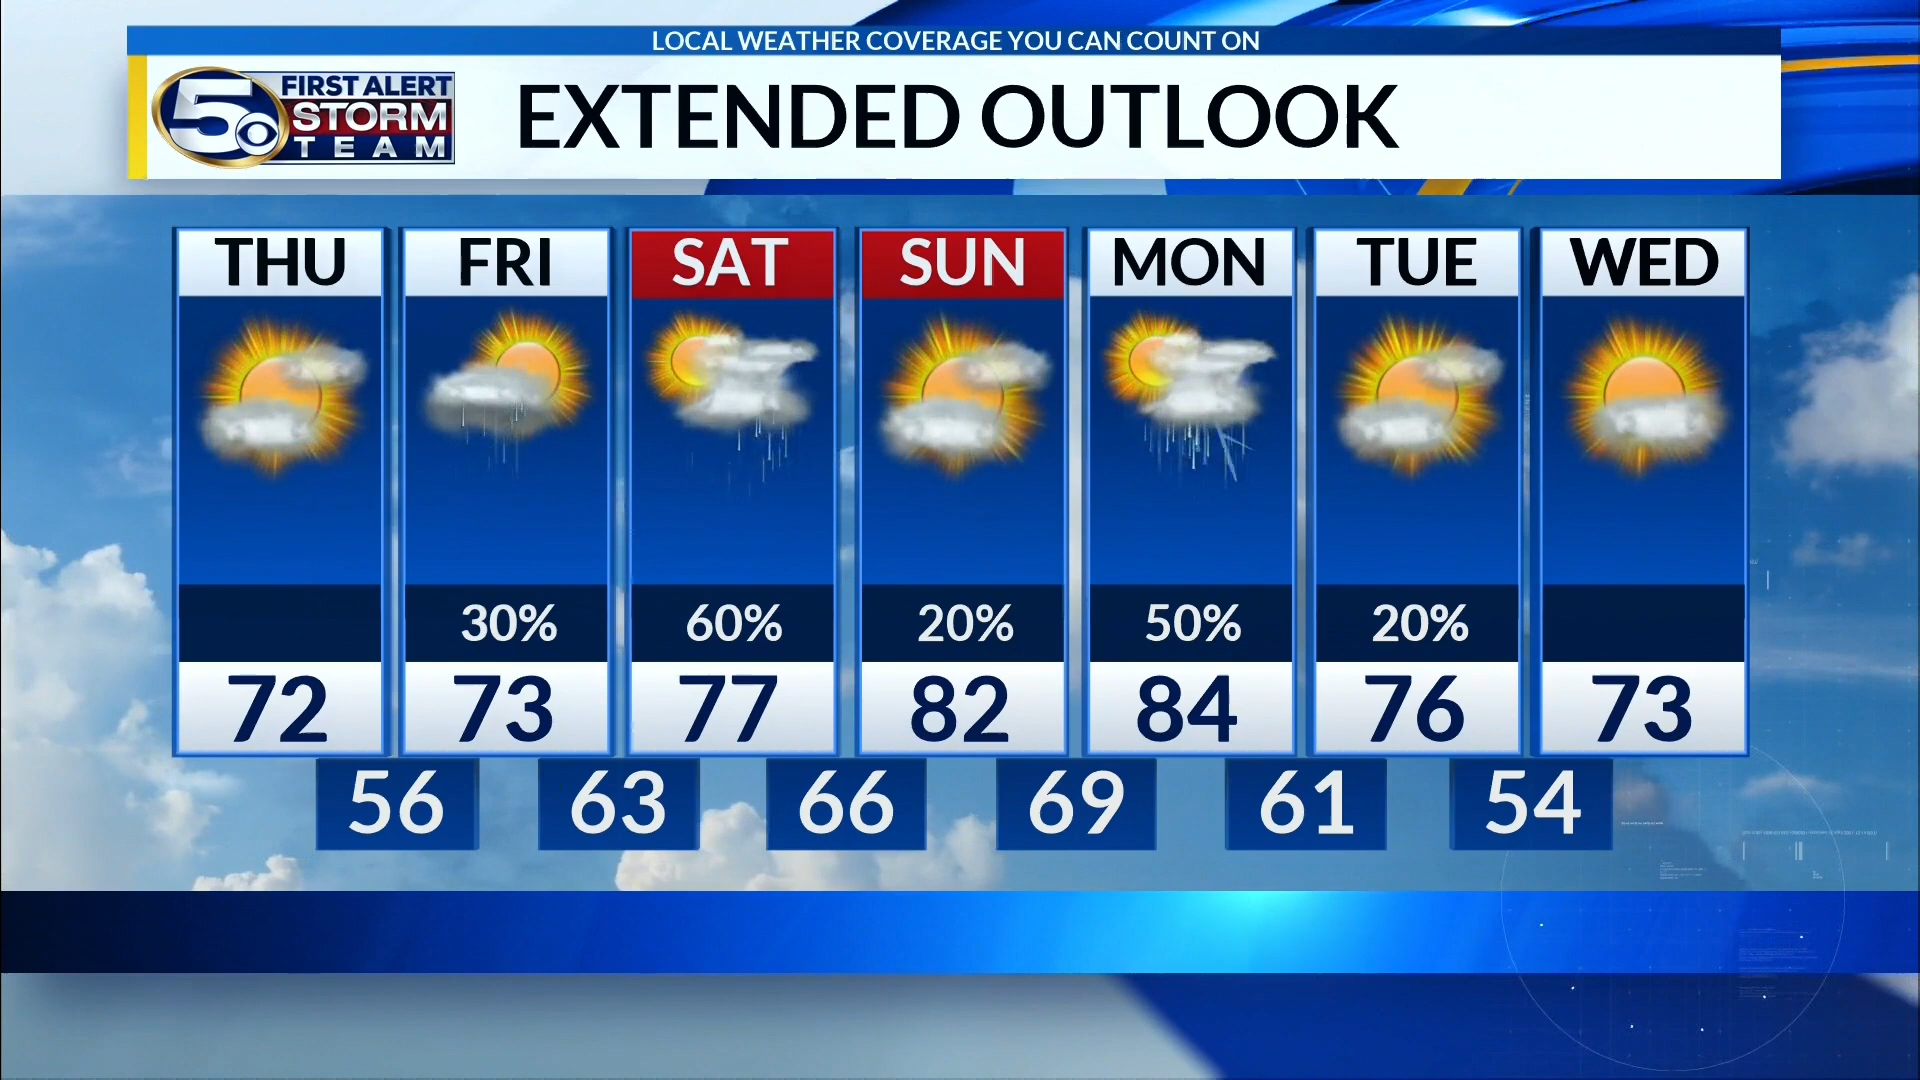 LOCAL WEATHER COVERAGE YOU CAN COUNT ON
5 FIRST ALERT
STORM
TEAM
EXTENDED OUTLOOK
THU FRI SAT SUN MON TUE WED
30% 60% 20% 50% 20%
72 73 77 82 84 76 73
56 63 66 69 61 54